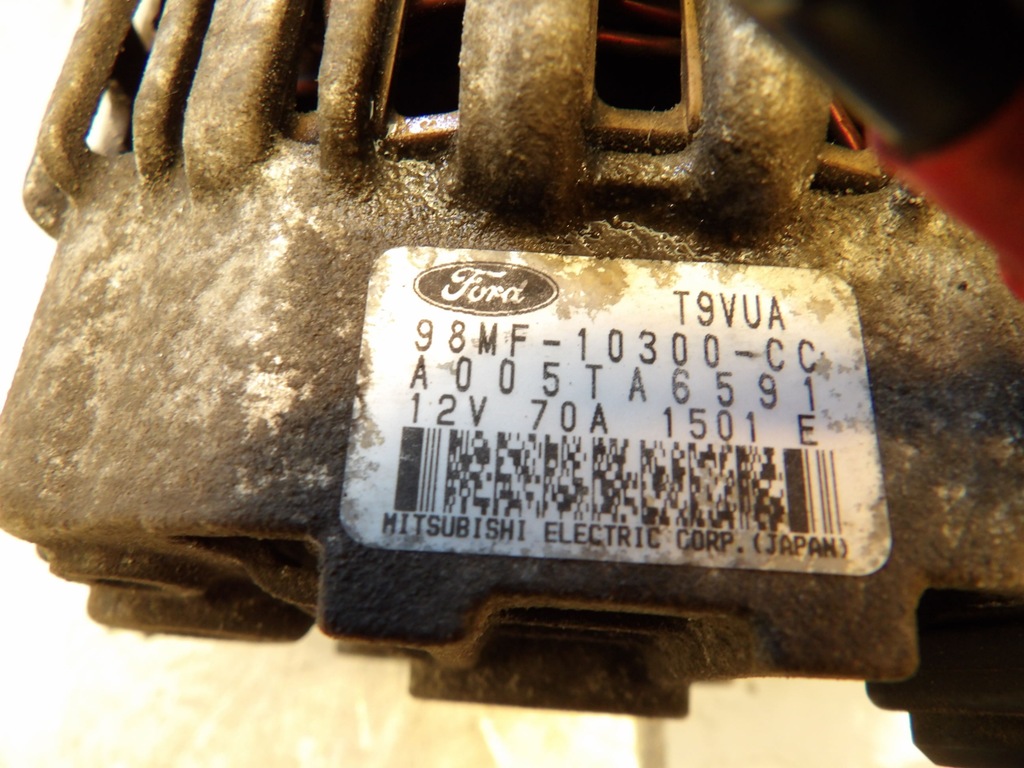 Ford T9VUA
98MF-10300-CC
A005TA6591
12V 70A 1501 E
MITSUBISHI ELECTRIC CORP. (JAPAN)